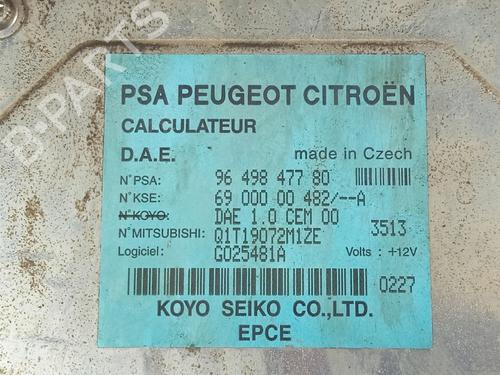 B-PARTS
PSA PEUGEOT CITROËN
CALCULATEUR
D.A.E. made in Czech
N°PSA: 96 498 477 80
N°KSE: 69 000 00 482/--A
N°KOYO: DAE 1.0 CEM 00
N°MITSUBISHI: Q1T19072M1ZE 3513
Logiciel: G025481A Volts : +12V
0227
KOYO SEIKO CO.,LTD.
EPCE